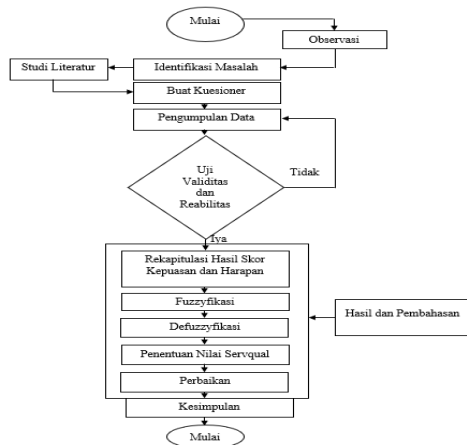 Mulai
Observasi
Studi Literatur
Identifikasi Masalah
Buat Kuesioner
Pengumpulan Data
Uji
Validitas
dan
Reabilitas
Tidak
Iya
Rekapitulasi Hasil Skor
Kepuasan dan Harapan
Fuzzyfikasi
Defuzzyfikasi
Penentuan Nilai Servqual
Perbaikan
Hasil dan Pembahasan
Kesimpulan
Mulai